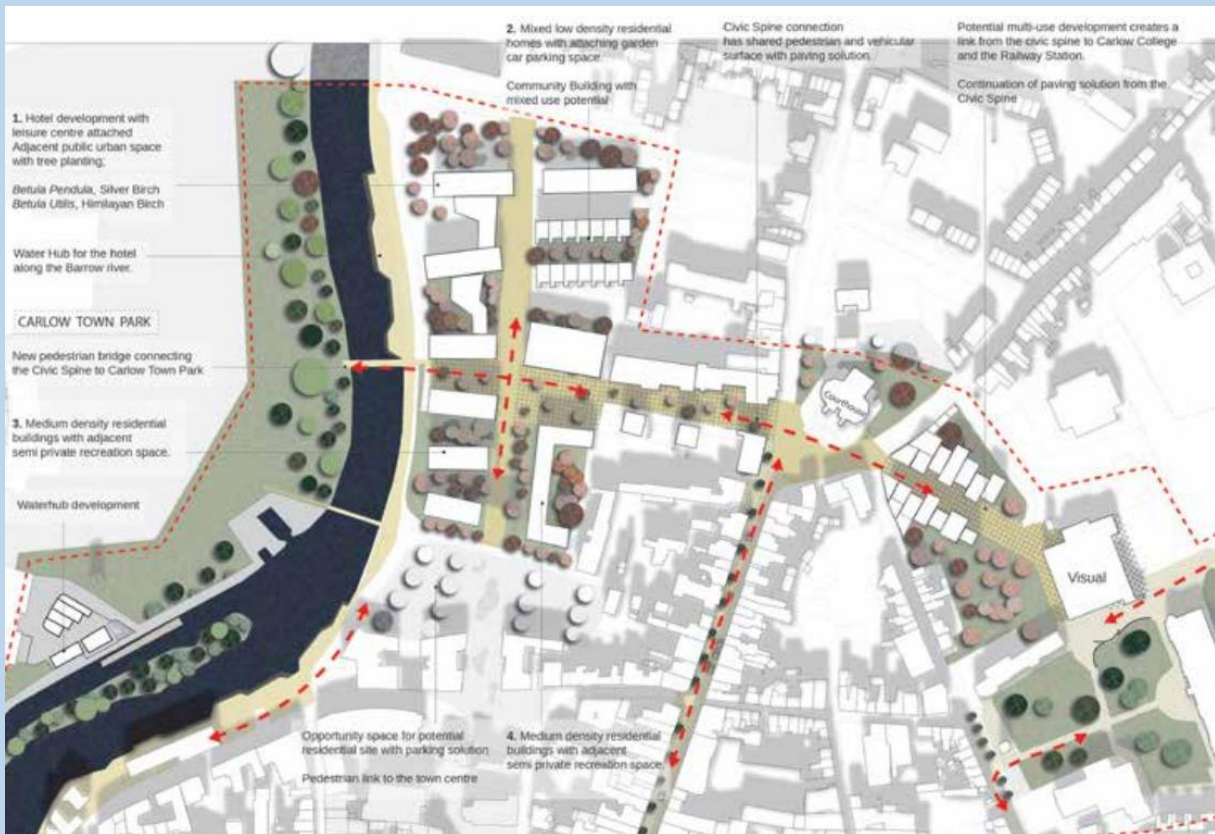 2. Mixed low density residential
homes with attaching garden
car parking space.
Community Building with
mixed use potential
Civic Spine connection
has shared pedestrian and vehicular
surface with paving solution.
Potential multi-use development creates a
link from the civic spine to Carlow College
and the Railway Station.
Continuation of paving solution from the
Civic Spine
1. Hotel development with
leisure centre attached
Adjacent public urban space
with tree planting;
Betula Pendula, Silver Birch
Betula Utilis, Himilayan Birch
Water Hub for the hotel
along the Barrow river.
CARLOW TOWN PARK
New pedestrian bridge connecting
the Civic Spine to Carlow Town Park
3. Medium density residential
buildings with adjacent
semi private recreation space.
Waterhub development
Courthouse
Visual
Opportunity space for potential
residential site with parking solution
Pedestrian link to the town centre
4. Medium density residential
buildings with adjacent
semi private recreation space.